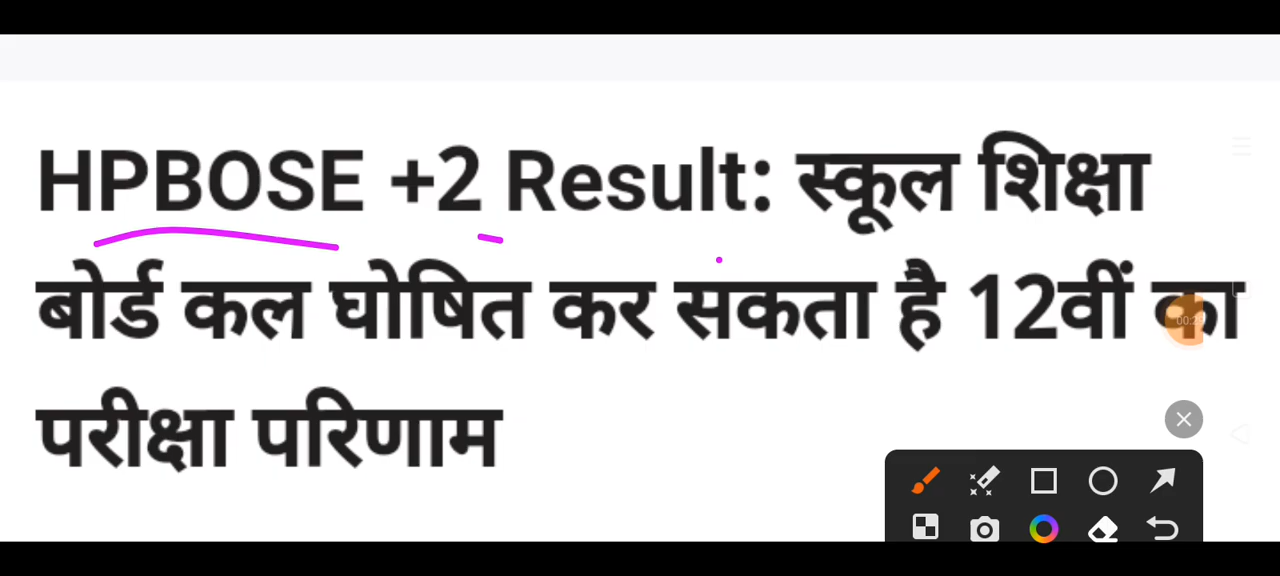 HPBOSE +2 Result: स्कूल शिक्षा
बोर्ड कल घोषित कर सकता है 12वीं का
परीक्षा परिणाम